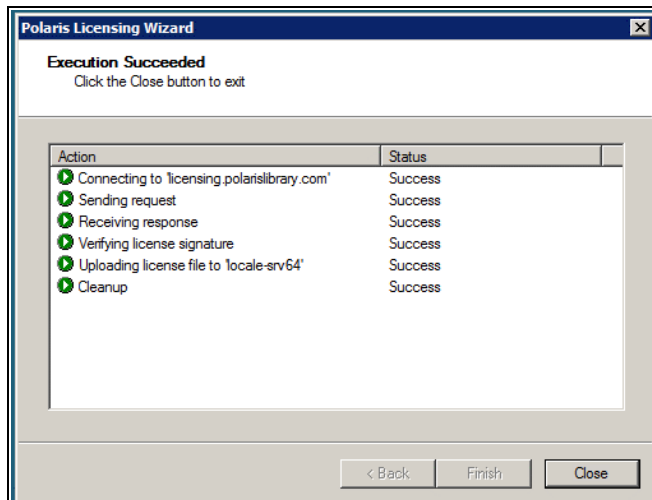 Polaris Licensing Wizard
Execution Succeeded
Click the Close button to exit
Action Status
Connecting to 'licensing.polarislibrary.com' Success
Sending request Success
Receiving response Success
Verifying license signature Success
Uploading license file to 'locale-srv64' Success
Cleanup Success
< Back Finish Close